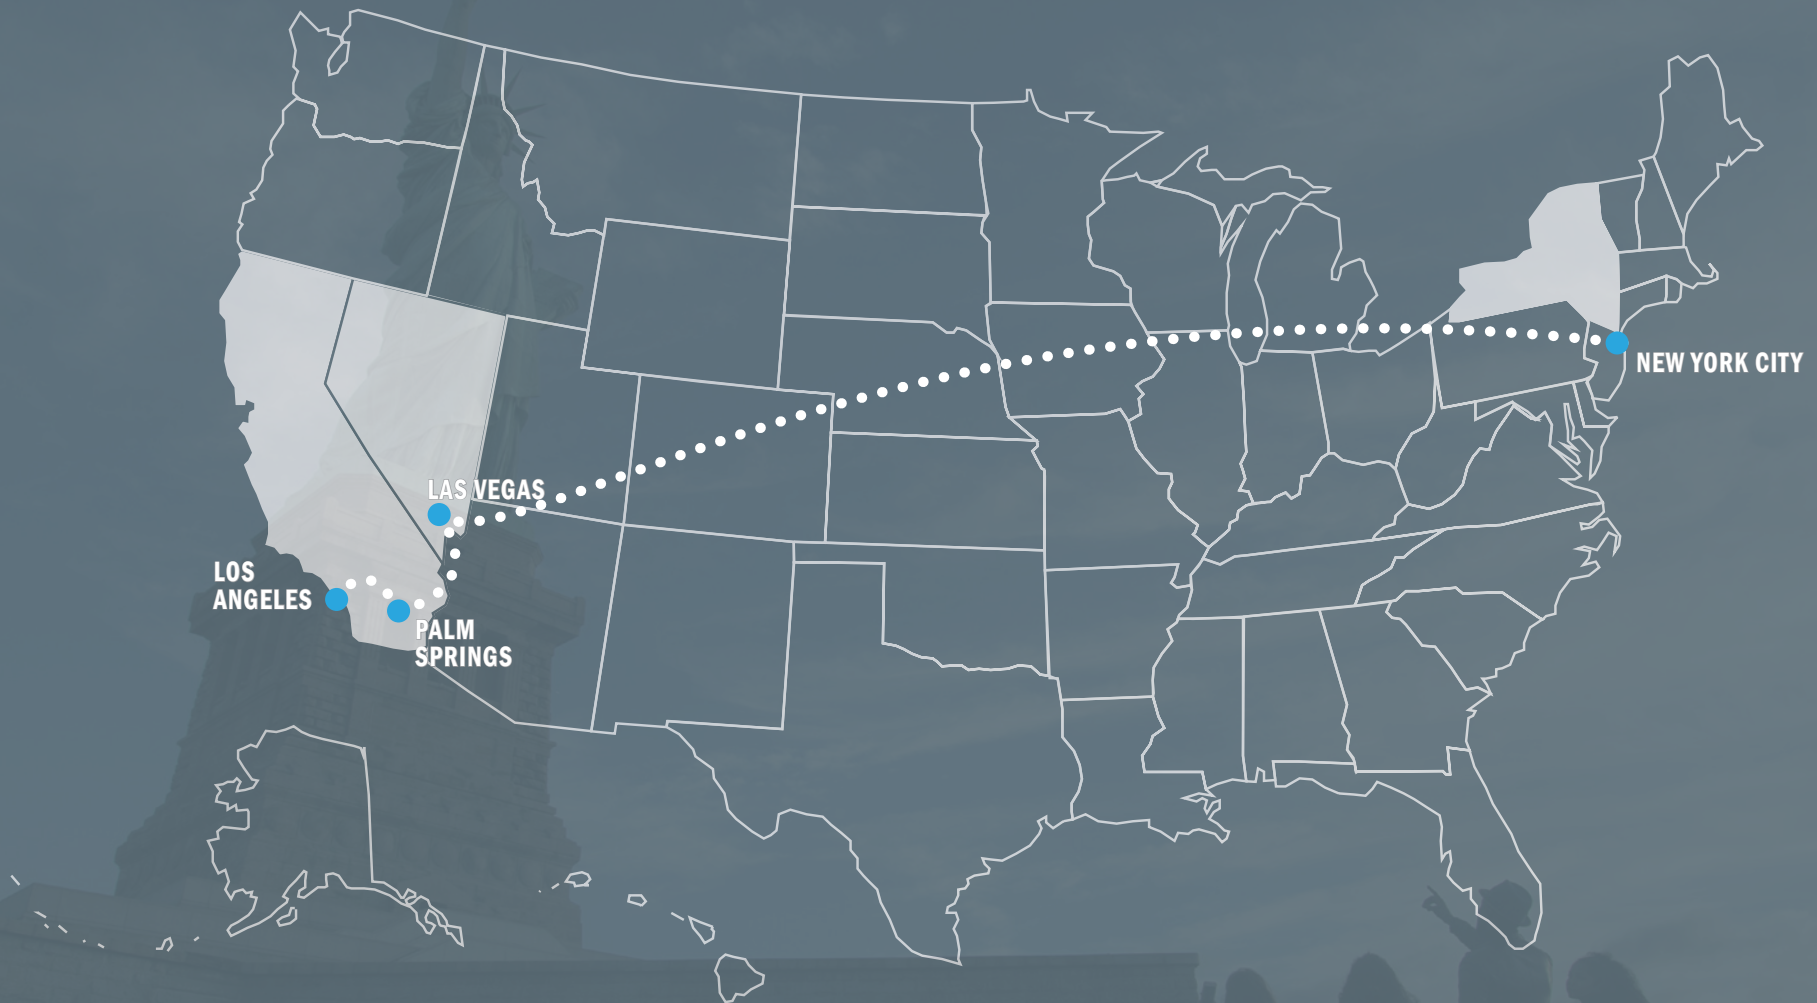 NEW YORK CITY
LAS VEGAS
LOS
ANGELES
PALM
SPRINGS